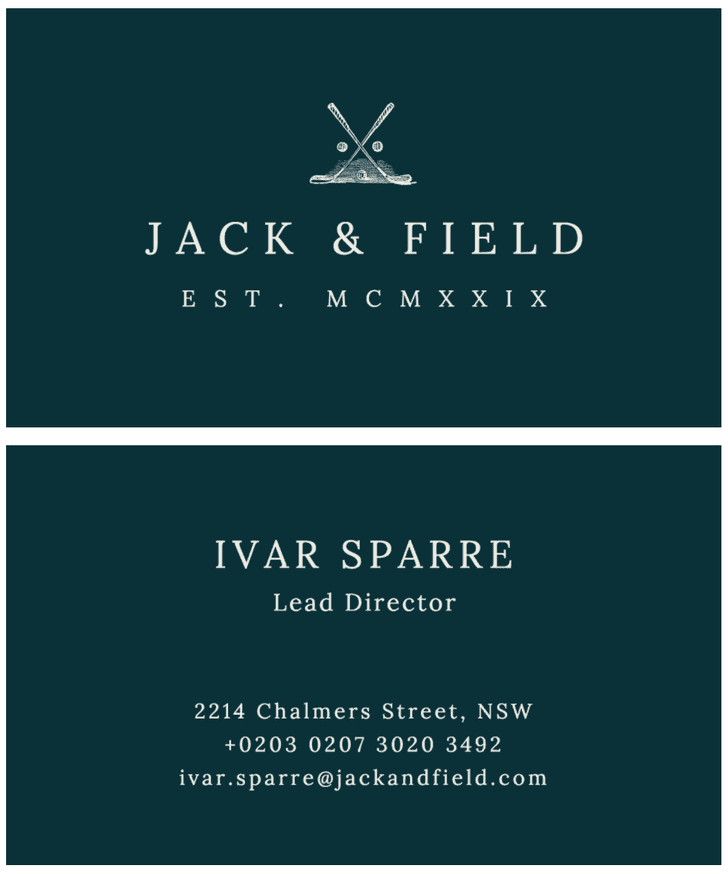 JACK & FIELD
EST. MCMXXIX
IVAR SPARRE
Lead Director
2214 Chalmers Street, NSW
+0203 0207 3020 3492
ivar.sparre@jackandfield.com